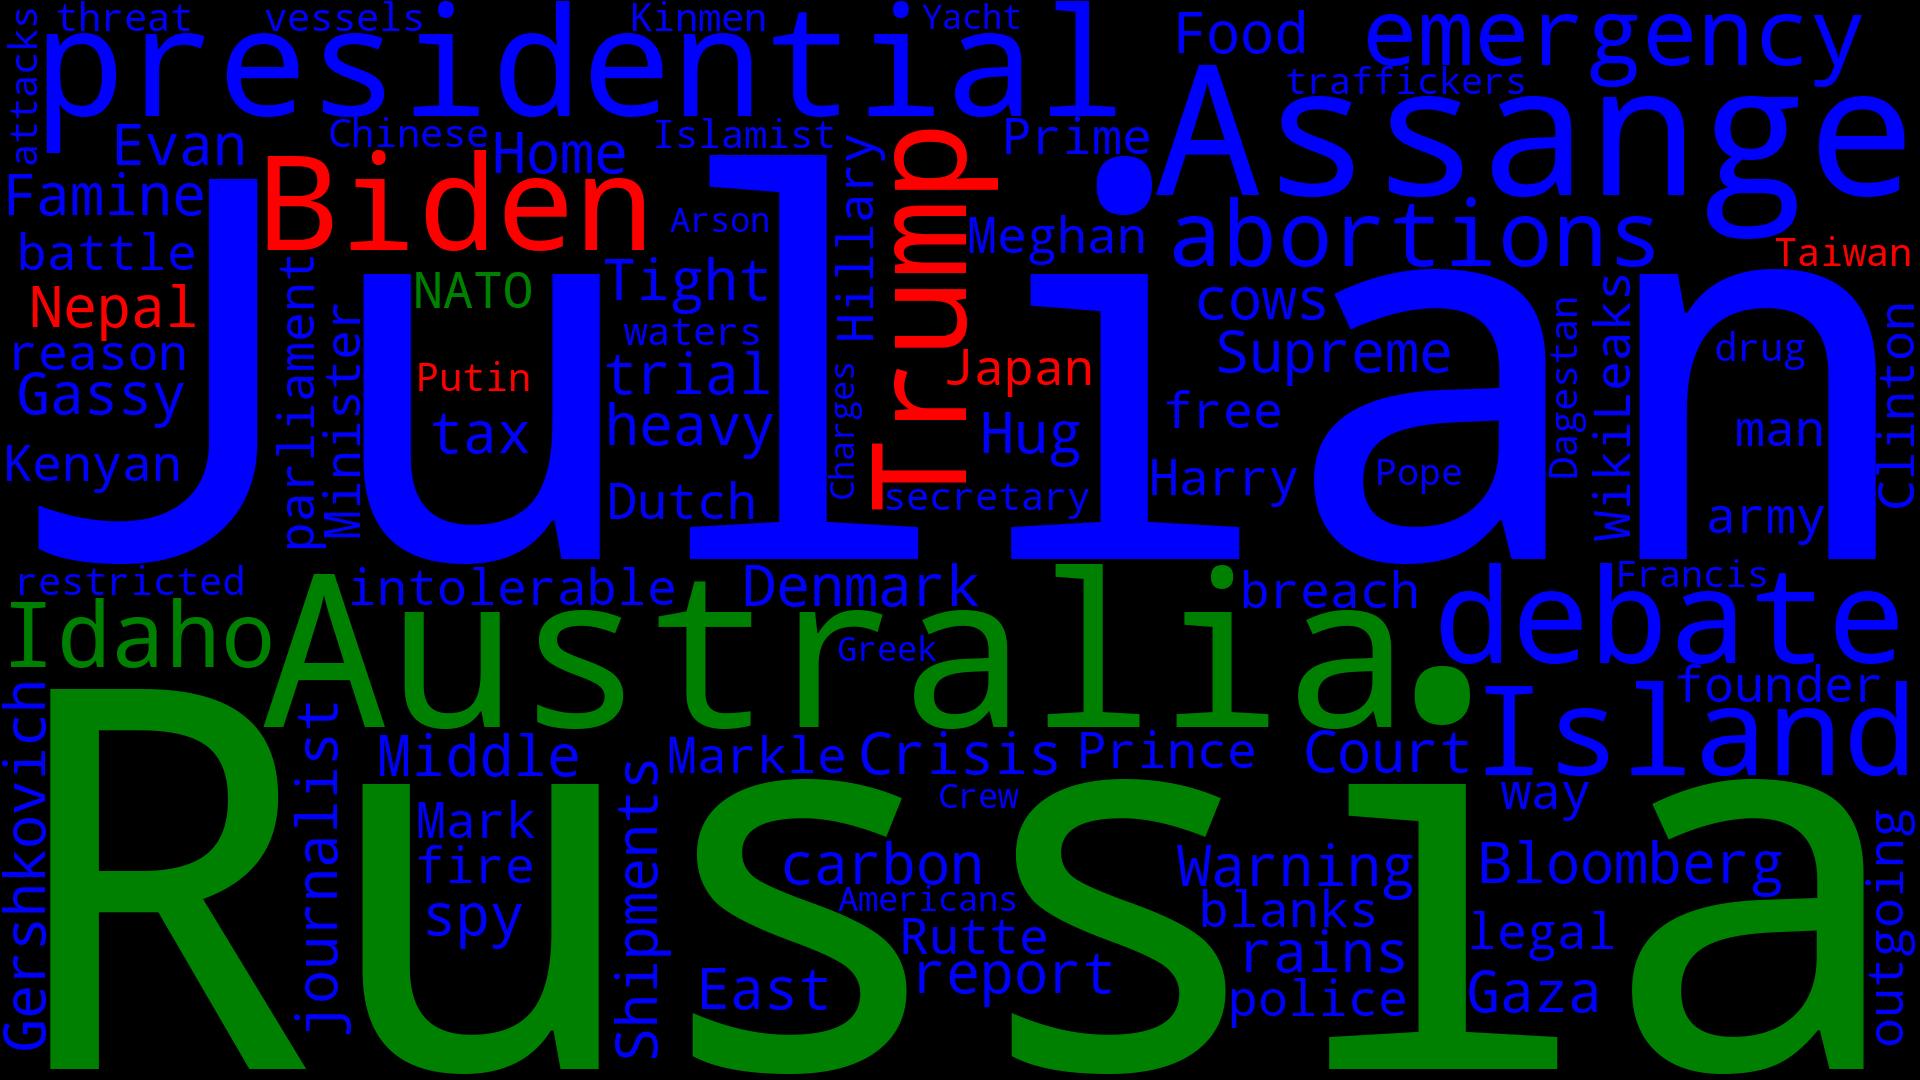 threat
vessels
Kinmen
Yacht
Food
emergency
attacks
presidential
traffickers
Assange
Evan
Chinese
Home
Islamist
Prime
Famine
Biden
Arson
Hillary
Trump
Meghan
abortions
Taiwan
battle
NATO
Tight
cows
Nepal
parliament
Minister
waters
Julian
Supreme
Dagestan
WikiLeaks
drug
Clinton
reason
Putin
trial
Japan
Gassy
tax
heavy
Charges
Hug
free
man
Kenyan
Dutch
secretary
Harry
Pope
army
restricted
intolerable
Denmark
breach
Francis
debate
Idaho
Australia
Greek
founder
Island
Gershkovich
journalist
Middle
Markle
Crisis
Prince
Court
Russia
Mark
Shipments
Crew
way
fire
carbon
Warning
Bloomberg
outgoing
spy
Americans
blanks
Rutte
legal
rains
East
report
police
Gaza